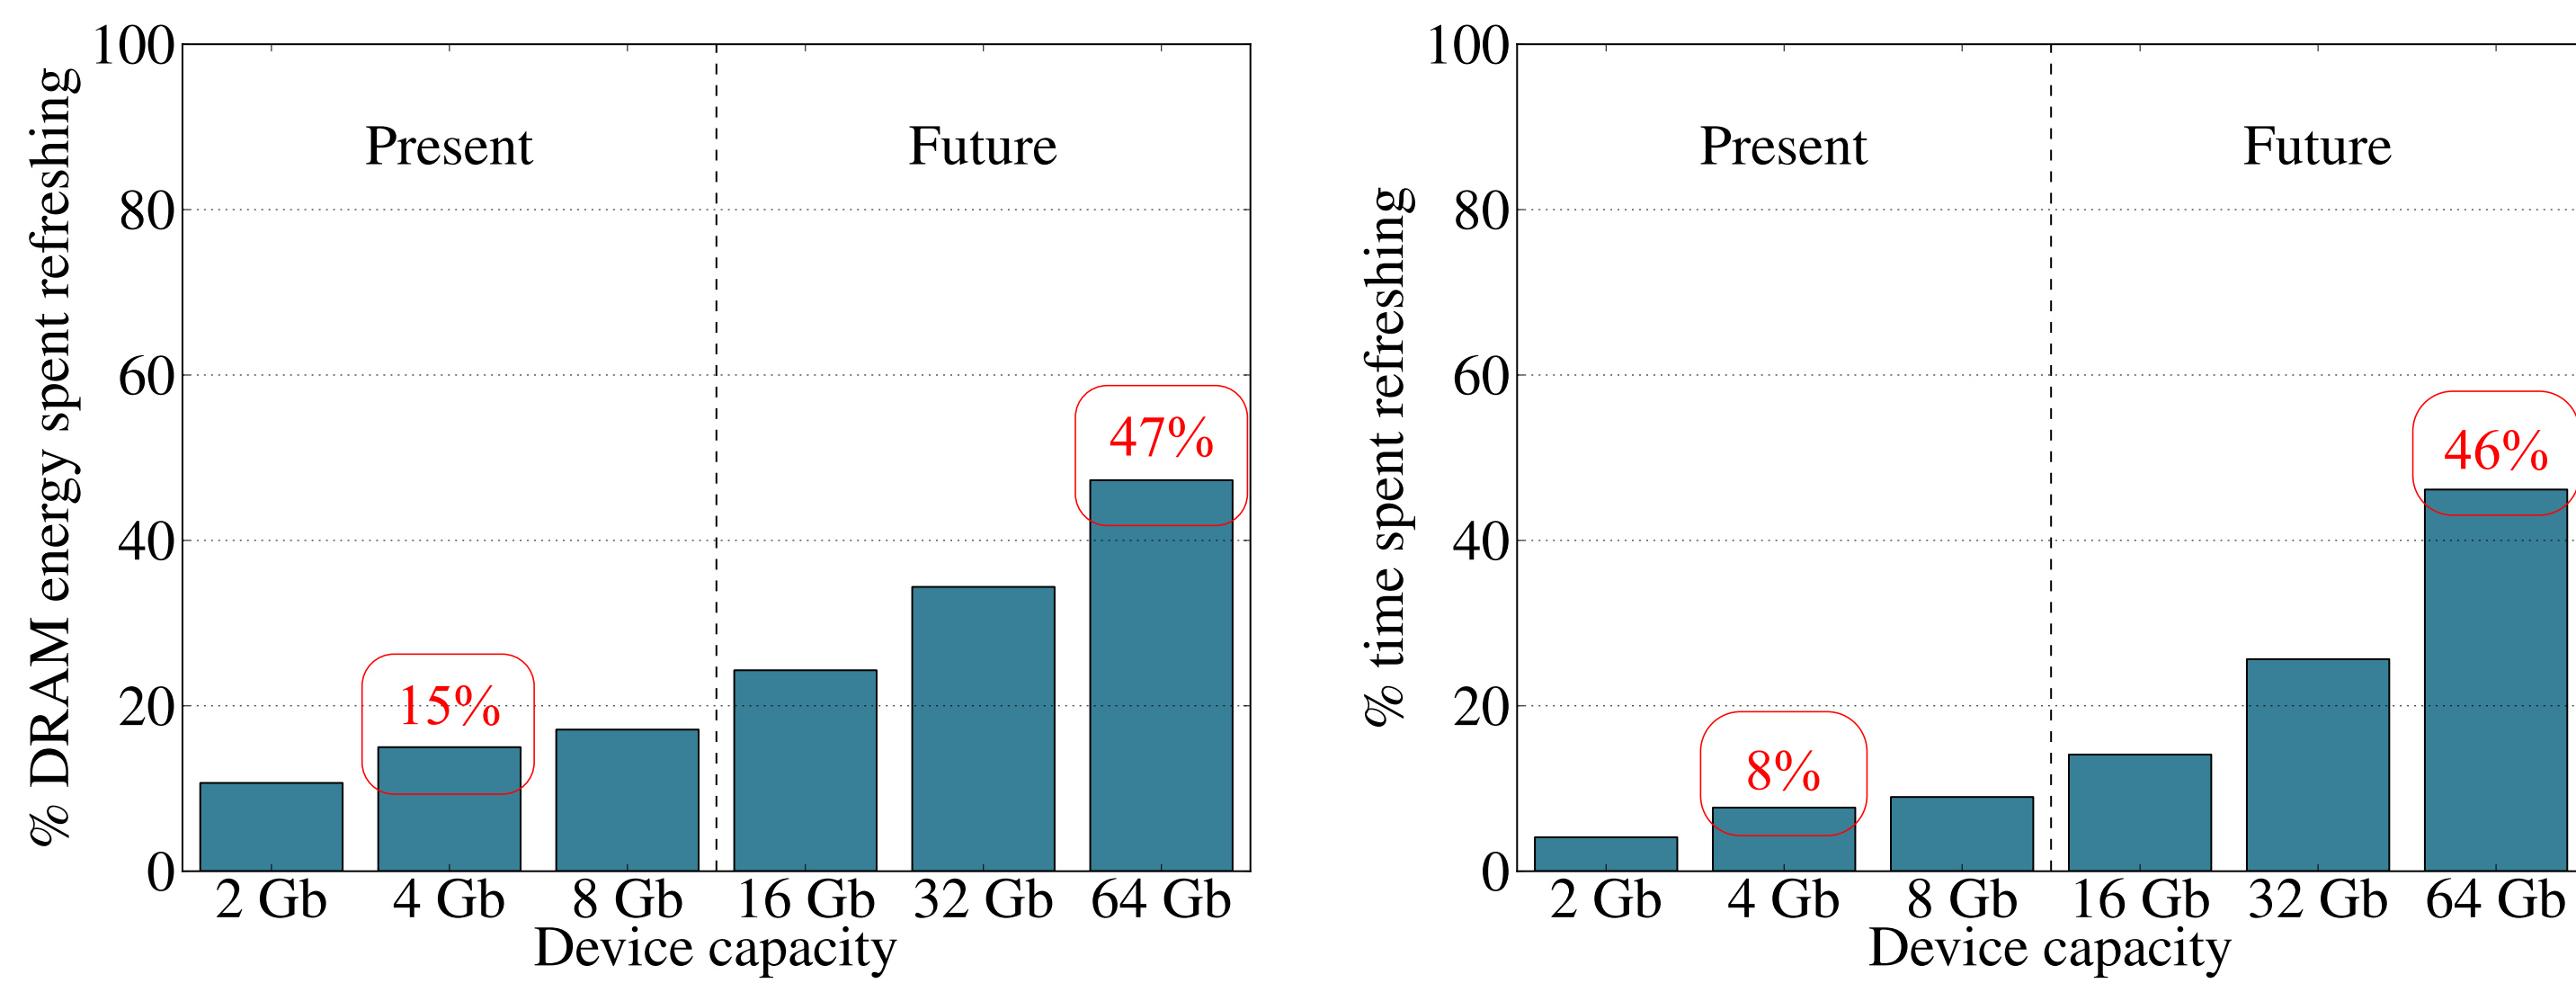 % DRAM energy spent refreshing
100
80
60
40
20
0
Present
Future
15%
47%
2 Gb
4 Gb
8 Gb
16 Gb
32 Gb
64 Gb
Device capacity
% time spent refreshing
100
80
60
40
20
0
Present
Future
8%
46%
2 Gb
4 Gb
8 Gb
16 Gb
32 Gb
64 Gb
Device capacity